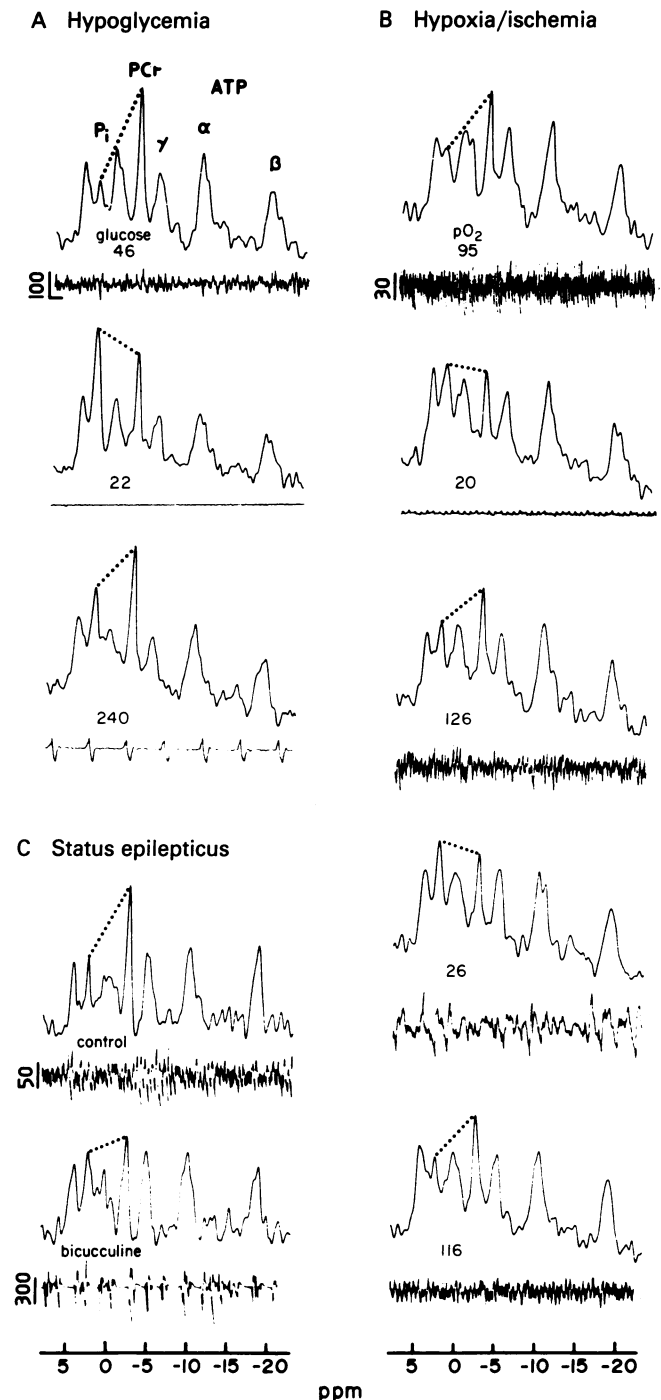 A Hypoglycemia
PCr
ATP
Pi
γ
α
β
glucose
46
100
22
240
B Hypoxia/ischemia
pO2
95
30
20
126
26
116
C Status epilepticus
control
50
bicucculine
300
5 0 -5 -10 -15 -20
5 0 -5 -10 -15 -20
ppm